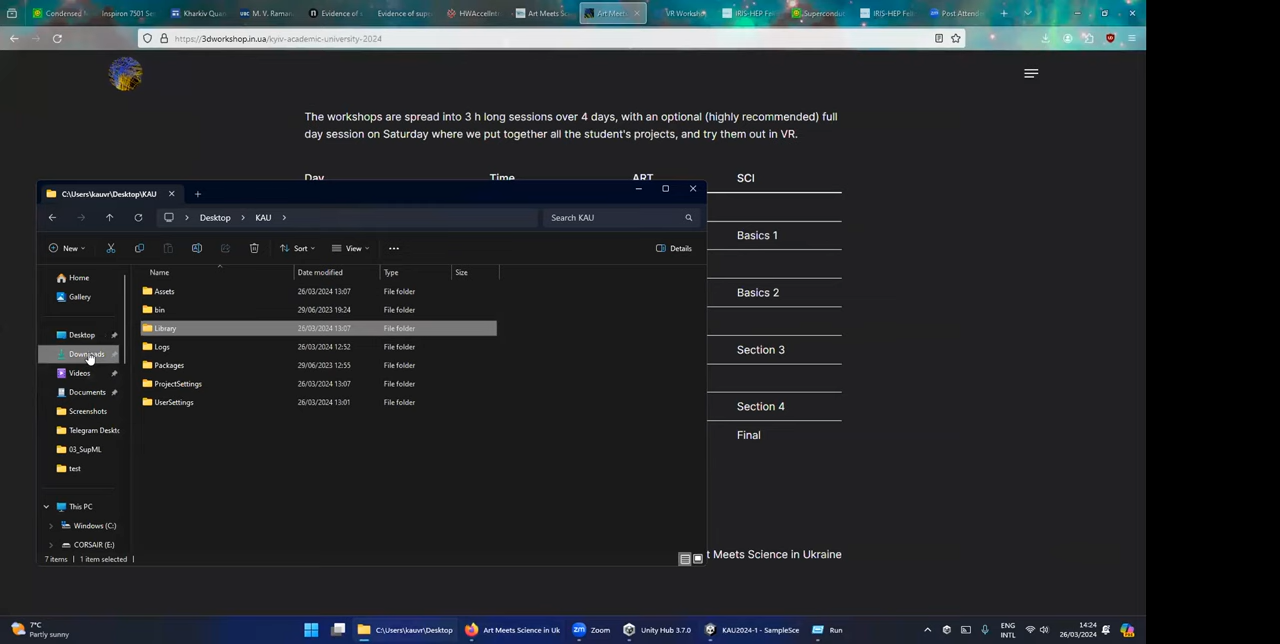 Condensed M
Inspiron 7501 Se
Kharkiv Quan
M. V. Raman
Evidence of s
Evidence of sup
HWAccelInt
Art Meets Sc
Art Meets
VR Worksh
IRIS-HEP Fel
Supercondu
IRIS-HEP Fel
Post Attend
https://3dworkshop.in.ua/kyiv-academic-university-2024
The workshops are spread into 3 h long sessions over 4 days, with an optional (highly recommended) full
day session on Saturday where we put together all the student's projects, and try them out in VR.
Day Time ART SCI
Basics 1
Basics 2
Section 3
Section 4
Final
rt Meets Science in Ukraine
C:\Users\kauvr\Desktop\KAU
Desktop > KAU >
Search KAU
New Sort View ... Details
Home
Gallery
Desktop
Downloads
Videos
Documents
Screenshots
Telegram Deskto
03_SupML
test
This PC
Windows (C:)
CORSAIR (E:)
Name Date modified Type Size
Assets 26/03/2024 13:07 File folder
bin 29/06/2023 19:24 File folder
Library 26/03/2024 13:07 File folder
Logs 26/03/2024 12:52 File folder
Packages 29/06/2023 12:55 File folder
ProjectSettings 26/03/2024 13:07 File folder
UserSettings 26/03/2024 13:01 File folder
7 items | 1 item selected |
7°C
Partly sunny
C:\Users\kauvr\Desktop
Art Meets Science in Uk
Zoom
Unity Hub 3.7.0
KAU2024-1 - SampleSce
Run
ENG
INTL
14:24
26/03/2024